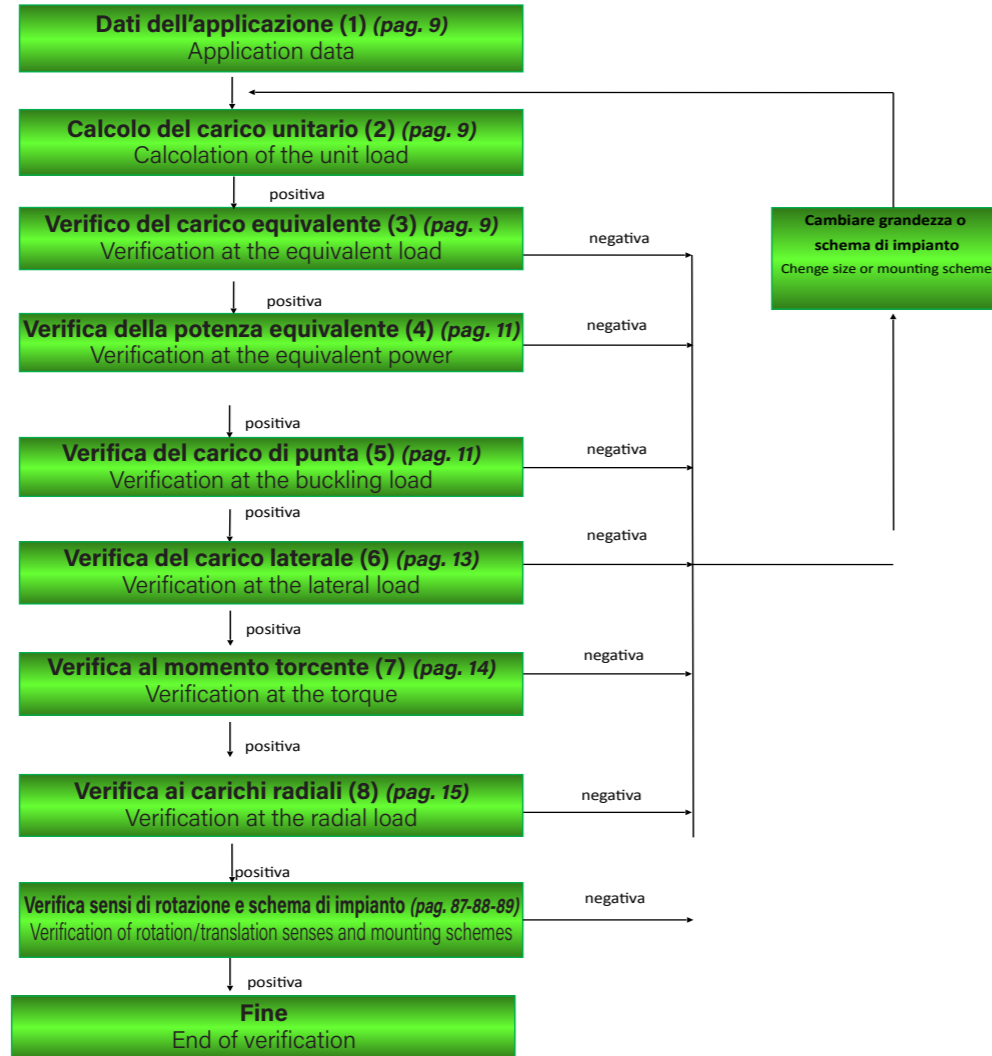 Dati dell'applicazione (1) (pag. 9)
Application data
Calcolo del carico unitario (2) (pag. 9)
Calcolation of the unit load
positiva
Verifico del carico equivalente (3) (pag. 9)
Verification at the equivalent load
negativa
Cambiare grandezza o
schema di impianto
Chenge size or mounting scheme
positiva
Verifica della potenza equivalente (4) (pag. 11)
Verification at the equivalent power
negativa
positiva
Verifica del carico di punta (5) (pag. 11)
Verification at the buckling load
negativa
positiva
Verifica del carico laterale (6) (pag. 13)
Verification at the lateral load
negativa
positiva
Verifica al momento torcente (7) (pag. 14)
Verification at the torque
negativa
positiva
Verifica ai carichi radiali (8) (pag. 15)
Verification at the radial load
negativa
positiva
Verifica sensi di rotazione e schema di impianto (pag. 87-88-89)
Verification of rotation/translation senses and mounting schemes
negativa
positiva
Fine
End of verification